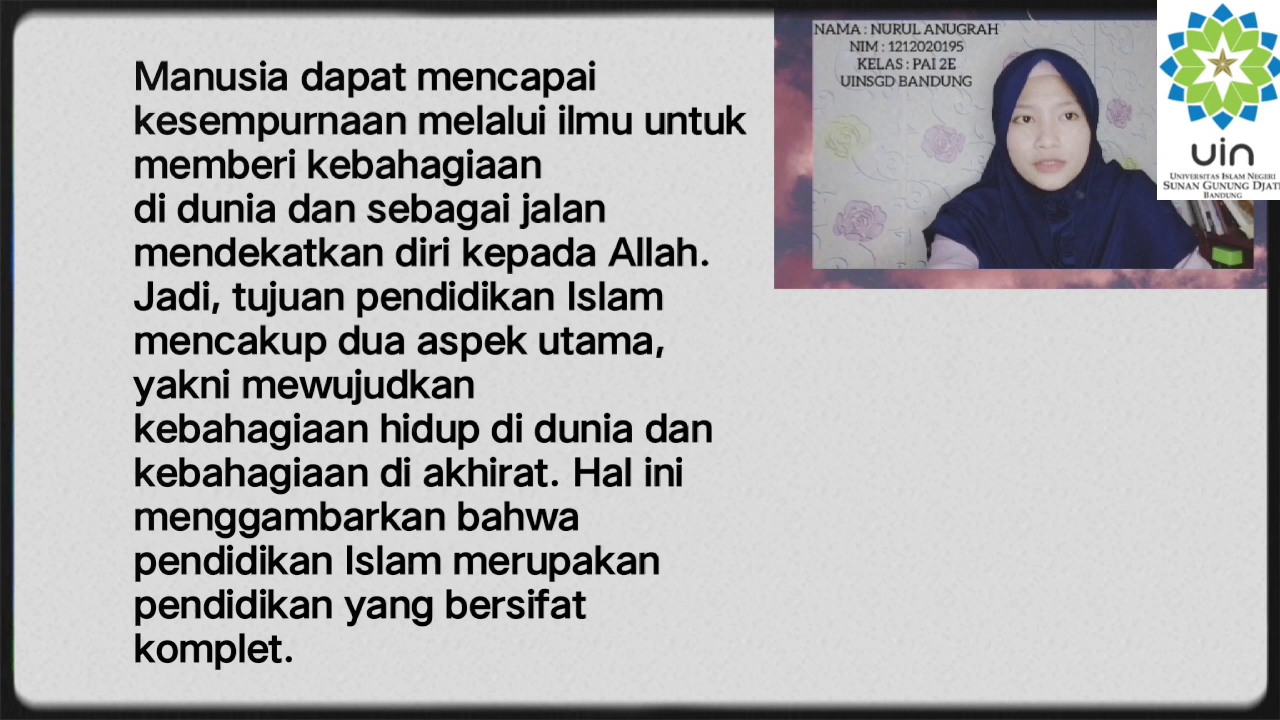 Manusia dapat mencapai
kesempurnaan melalui ilmu untuk
memberi kebahagiaan
di dunia dan sebagai jalan
mendekatkan diri kepada Allah.
Jadi, tujuan pendidikan Islam
mencakup dua aspek utama,
yakni mewujudkan
kebahagiaan hidup di dunia dan
kebahagiaan di akhirat. Hal ini
menggambarkan bahwa
pendidikan Islam merupakan
pendidikan yang bersifat
komplet.
NAMA : NURUL ANUGRAH
NIM : 1212020195
KELAS : PAI 2E
UINSGD BANDUNG
uin
UNIVERSITAS ISLAM NEGERI
SUNAN GUNUNG DJATI
BANDUNG